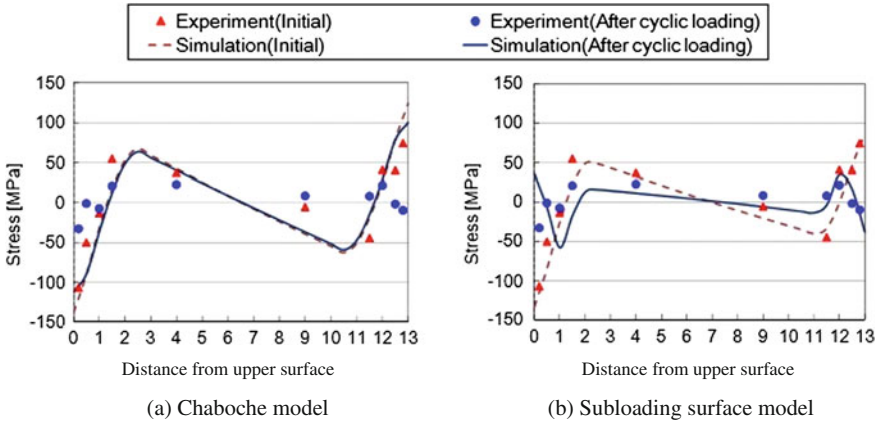 Experiment(Initial) Experiment(After cyclic loading)
Simulation(Initial) Simulation(After cyclic loading)
150
100
50
0
-50
-100
-150
Stress [MPa]
0 1 2 3 4 5 6 7 8 9 10 11 12 13
Distance from upper surface
(a) Chaboche model
150
100
50
0
-50
-100
-150
Stress [MPa]
0 1 2 3 4 5 6 7 8 9 10 11 12 13
Distance from upper surface
(b) Subloading surface model